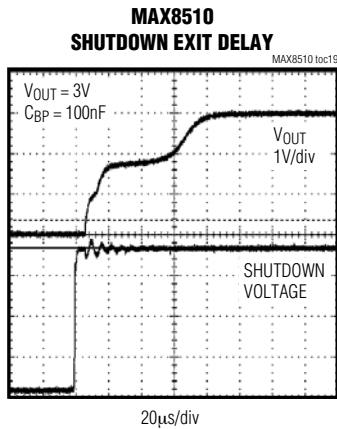 MAX8510
SHUTDOWN EXIT DELAY
MAX8510 toc19
VOUT = 3V
CBP = 100nF
VOUT
1V/div
SHUTDOWN
VOLTAGE
20μs/div